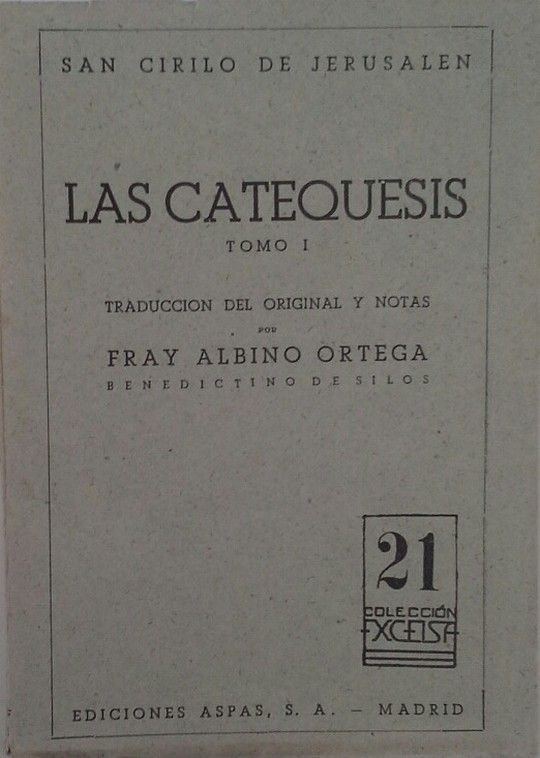 SAN CIRILO DE JERUSALEN
LAS CATEQUESIS
TOMO I
TRADUCCION DEL ORIGINAL Y NOTAS
POR
FRAY ALBINO ORTEGA
BENEDICTINO DE SILOS
21
COLECCIÓN
EXCELSA
EDICIONES ASPAS, S. A. – MADRID